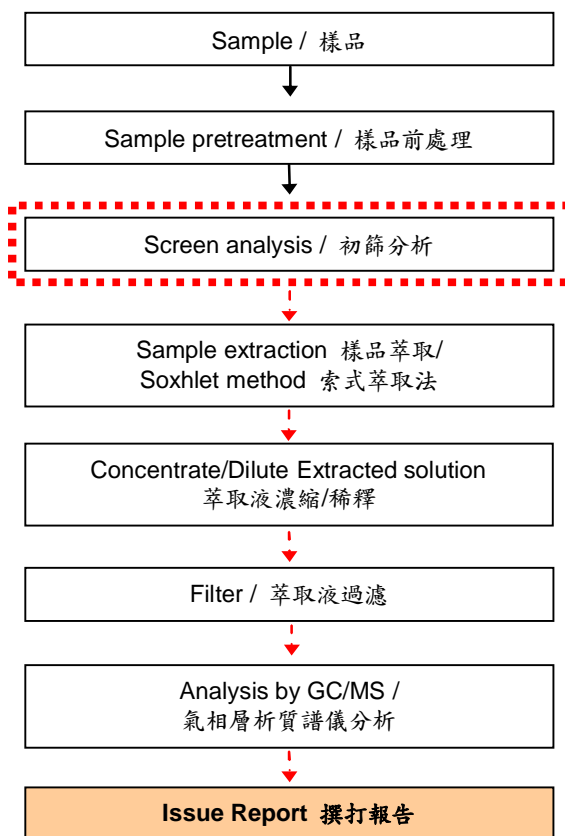 Sample / 樣品
Sample pretreatment / 樣品前處理
Screen analysis / 初篩分析
Sample extraction 樣品萃取/
Soxhlet method 索式萃取法
Concentrate/Dilute Extracted solution
萃取液濃縮/稀釋
Filter / 萃取液過濾
Analysis by GC/MS /
氣相層析質譜儀分析
Issue Report 撰打報告